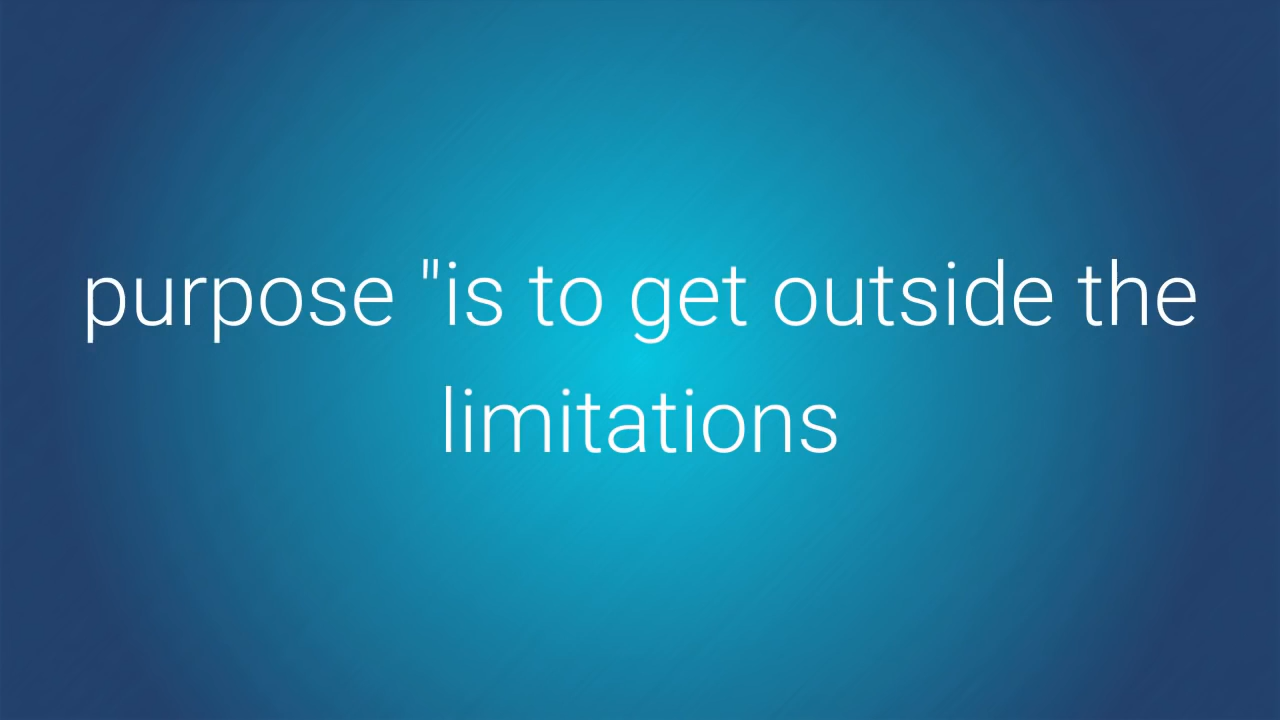 purpose "is to get outside the
limitations